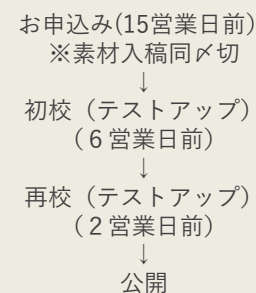 お申込み(15営業日前)
※素材入稿同〆切
↓
初校（テストアップ）
（６営業日前）
↓
再校（テストアップ）
（２営業日前）
↓
公開